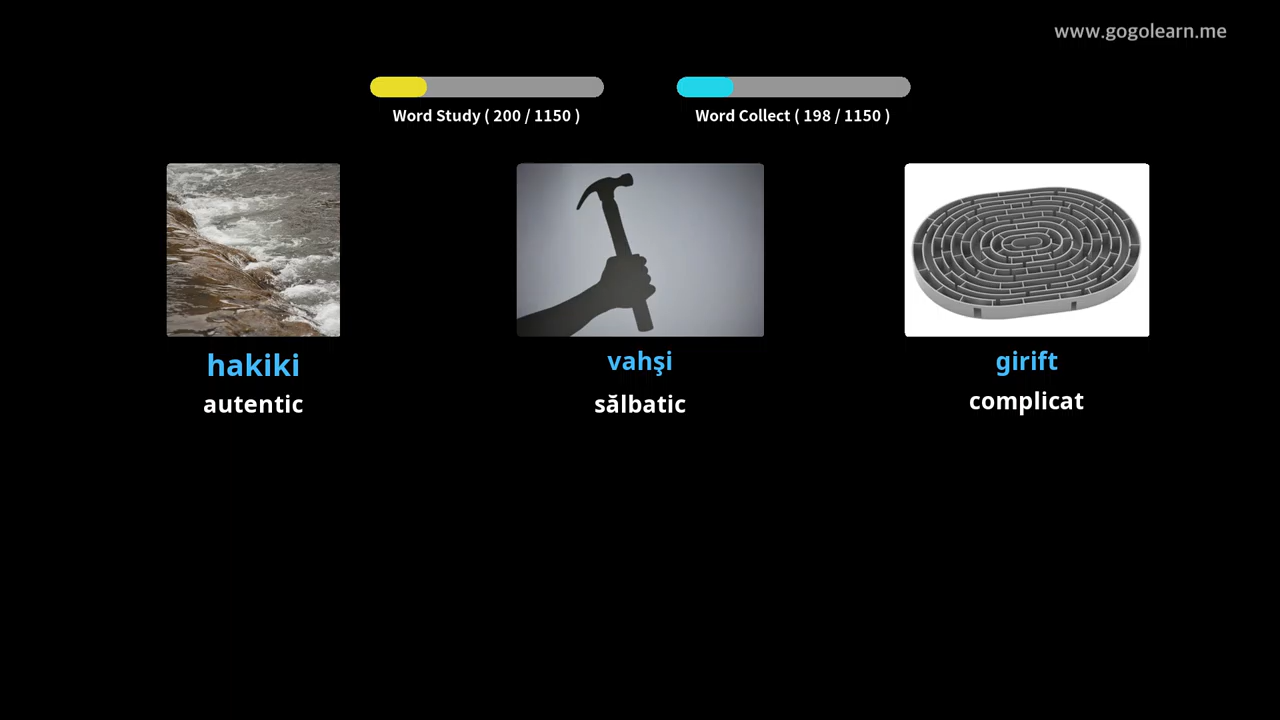 www.gogolearn.me
Word Study ( 200 / 1150 )
Word Collect ( 198 / 1150 )
hakiki
autentic
vahşi
sălbatic
girift
complicat